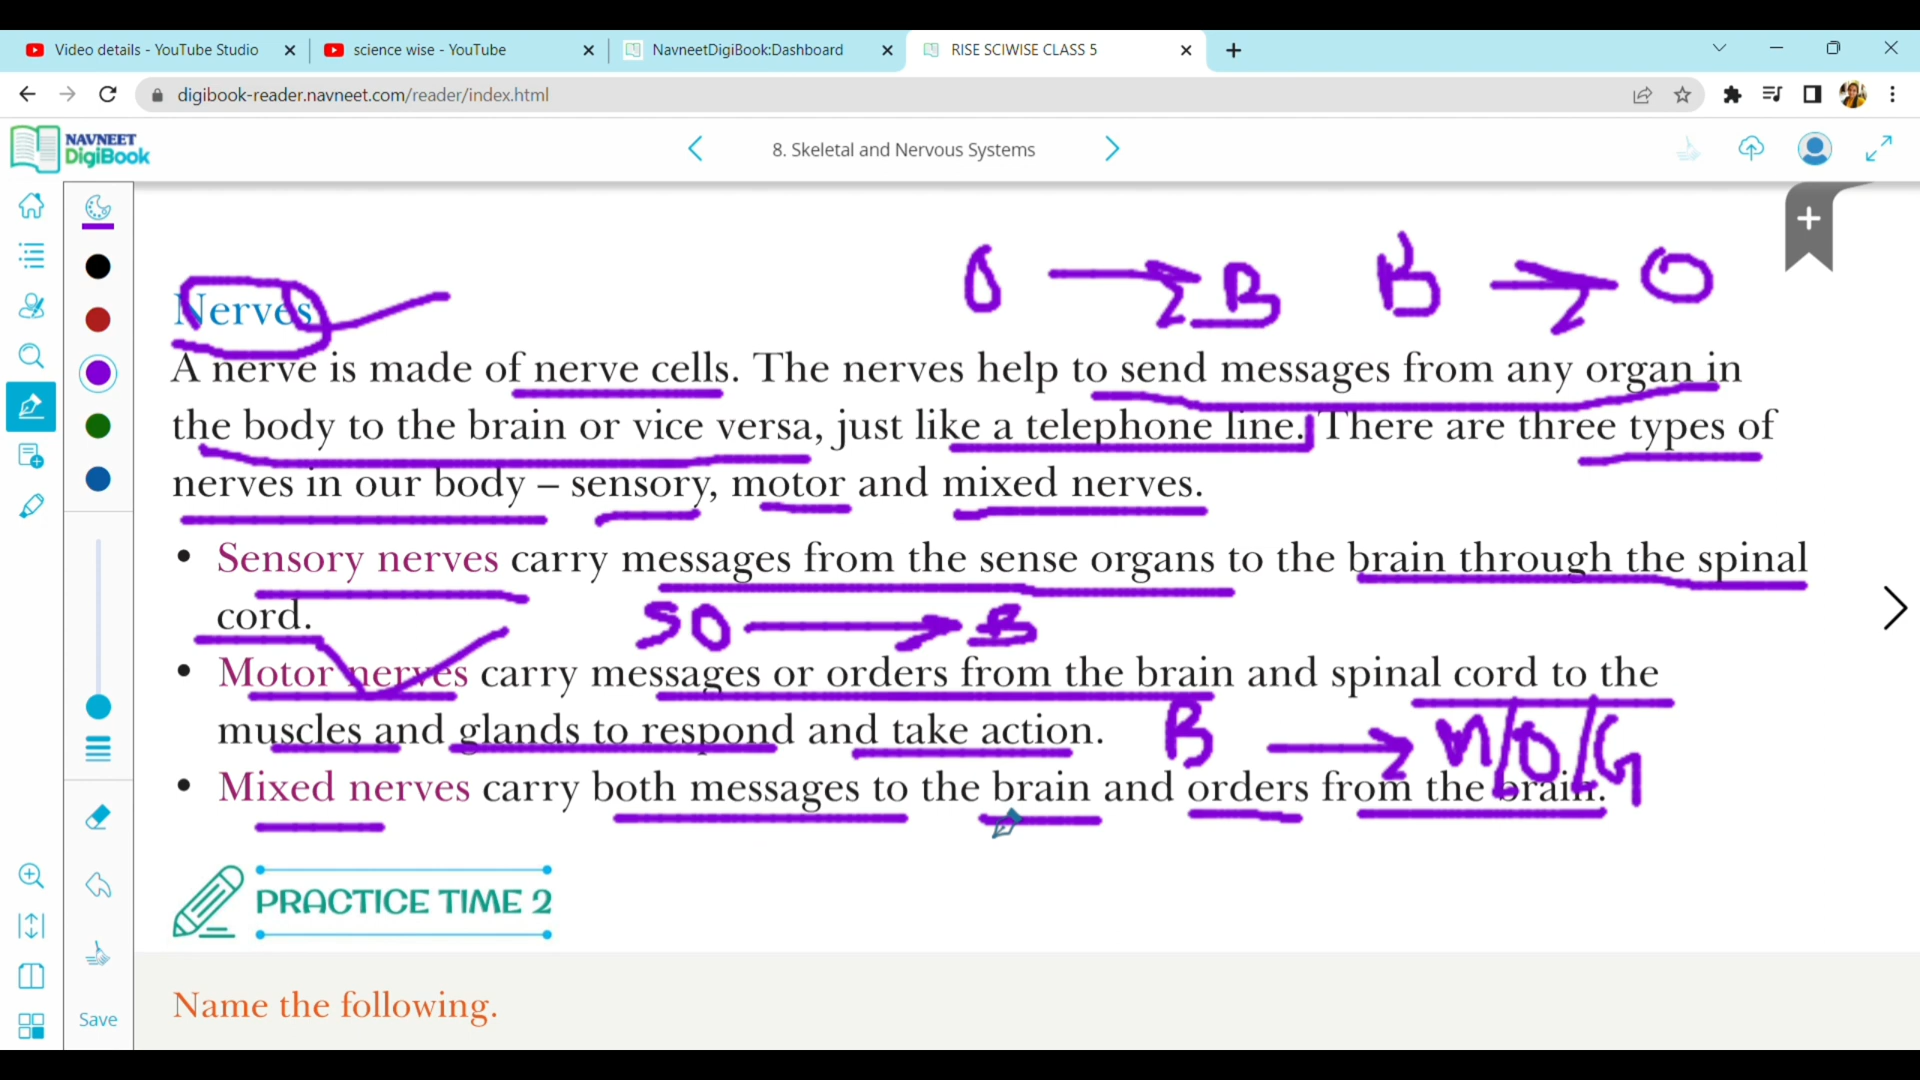 Video details - YouTube Studio
science wise - YouTube
NavneetDigiBook:Dashboard
RISE SCIWISE CLASS 5
digibook-reader.navneet.com/reader/index.html
NAVNEET
DigiBook
8. Skeletal and Nervous Systems
O → B B → O
Nerves
A nerve is made of nerve cells. The nerves help to send messages from any organ in
the body to the brain or vice versa, just like a telephone line. There are three types of
nerves in our body – sensory, motor and mixed nerves.
• Sensory nerves carry messages from the sense organs to the brain through the spinal
cord.
SO → B
• Motor nerves carry messages or orders from the brain and spinal cord to the
muscles and glands to respond and take action.
B → M/O/G
• Mixed nerves carry both messages to the brain and orders from the brain.
PRACTICE TIME 2
Name the following.
Save